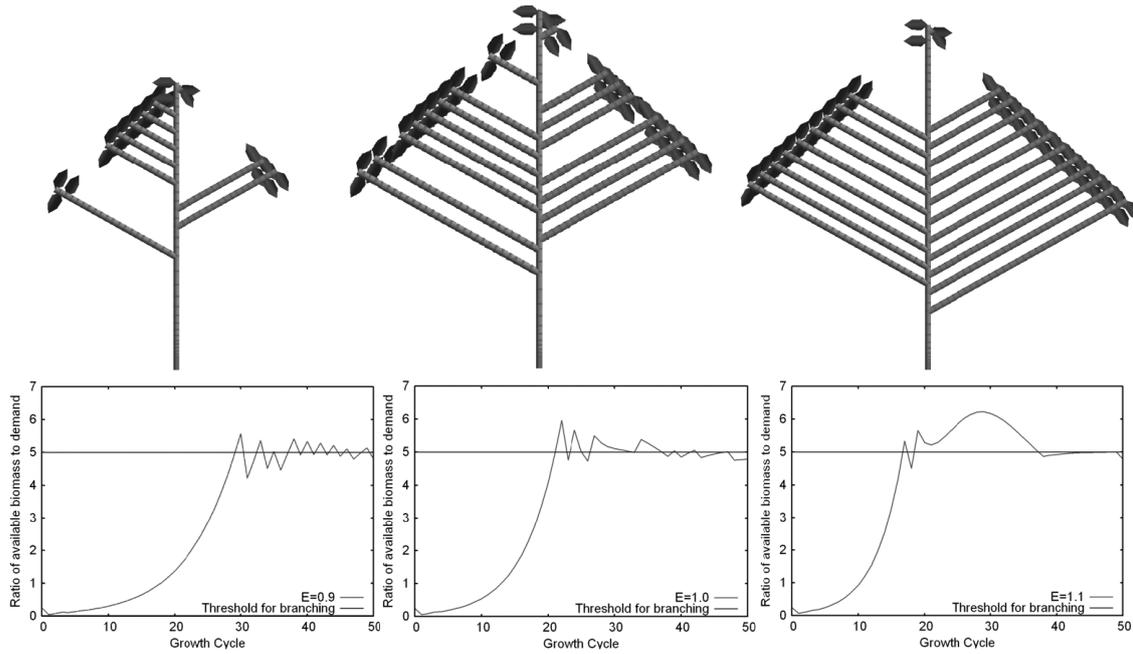 Ratio of available biomass to demand
7
6
5
4
3
2
1
0
0 10 20 30 40 50
Growth Cycle
E=0.9
Threshold for branching
Ratio of available biomass to demand
7
6
5
4
3
2
1
0
0 10 20 30 40 50
Growth Cycle
E=1.0
Threshold for branching
Ratio of available biomass to demand
7
6
5
4
3
2
1
0
0 10 20 30 40 50
Growth Cycle
E=1.1
Threshold for branching